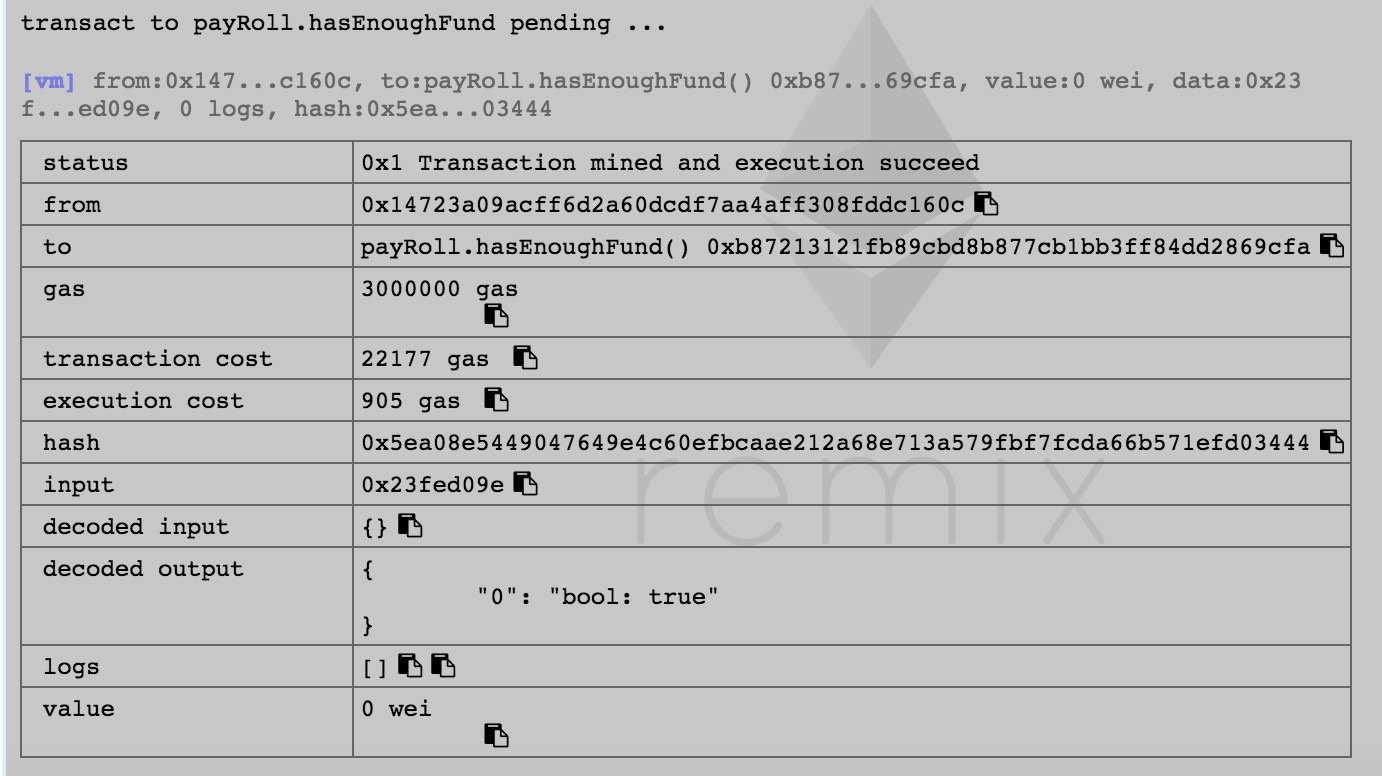 transact to payRoll.hasEnoughFund pending ...
[vm] from:0x147...c160c, to:payRoll.hasEnoughFund() 0xb87...69cfa, value:0 wei, data:0x23
f...ed09e, 0 logs, hash:0x5ea...03444
status 0x1 Transaction mined and execution succeed
from 0x14723a09acff6d2a60dcdf7aa4aff308fddc160c
to payRoll.hasEnoughFund() 0xb87213121fb89cbd8b877cb1bb3ff84dd2869cfa
gas 3000000 gas
transaction cost 22177 gas
execution cost 905 gas
hash 0x5ea08e5449047649e4c60efbcaae212a68e713a579fbf7fcda66b571efd03444
input 0x23fed09e
decoded input {}
decoded output {
"0": "bool: true"
}
logs []
value 0 wei
remix